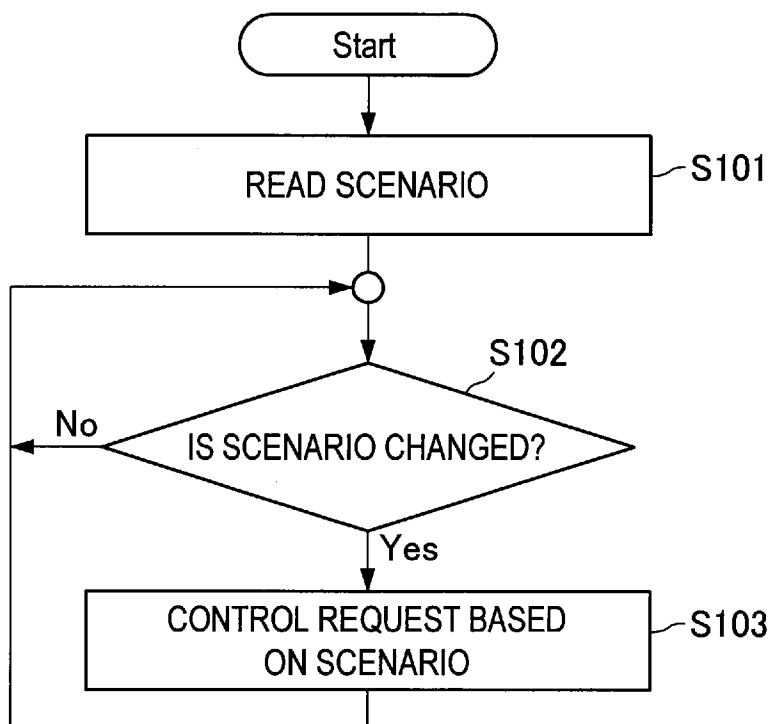 Start
READ SCENARIO
S101
S102
No
IS SCENARIO CHANGED?
Yes
CONTROL REQUEST BASED
ON SCENARIO
S103